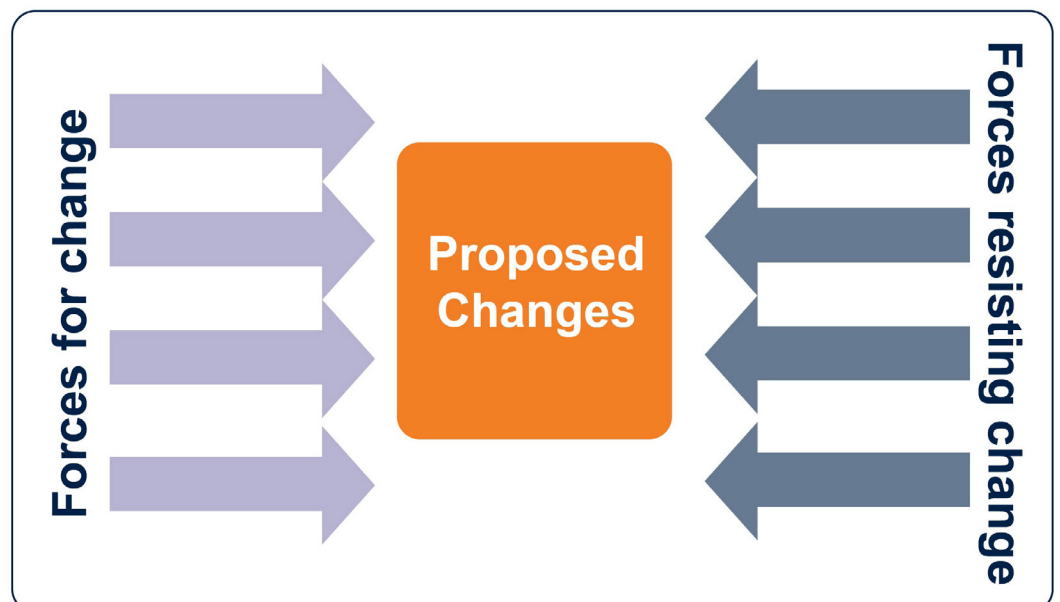 Forces for change
Proposed
Changes
Forces resisting change